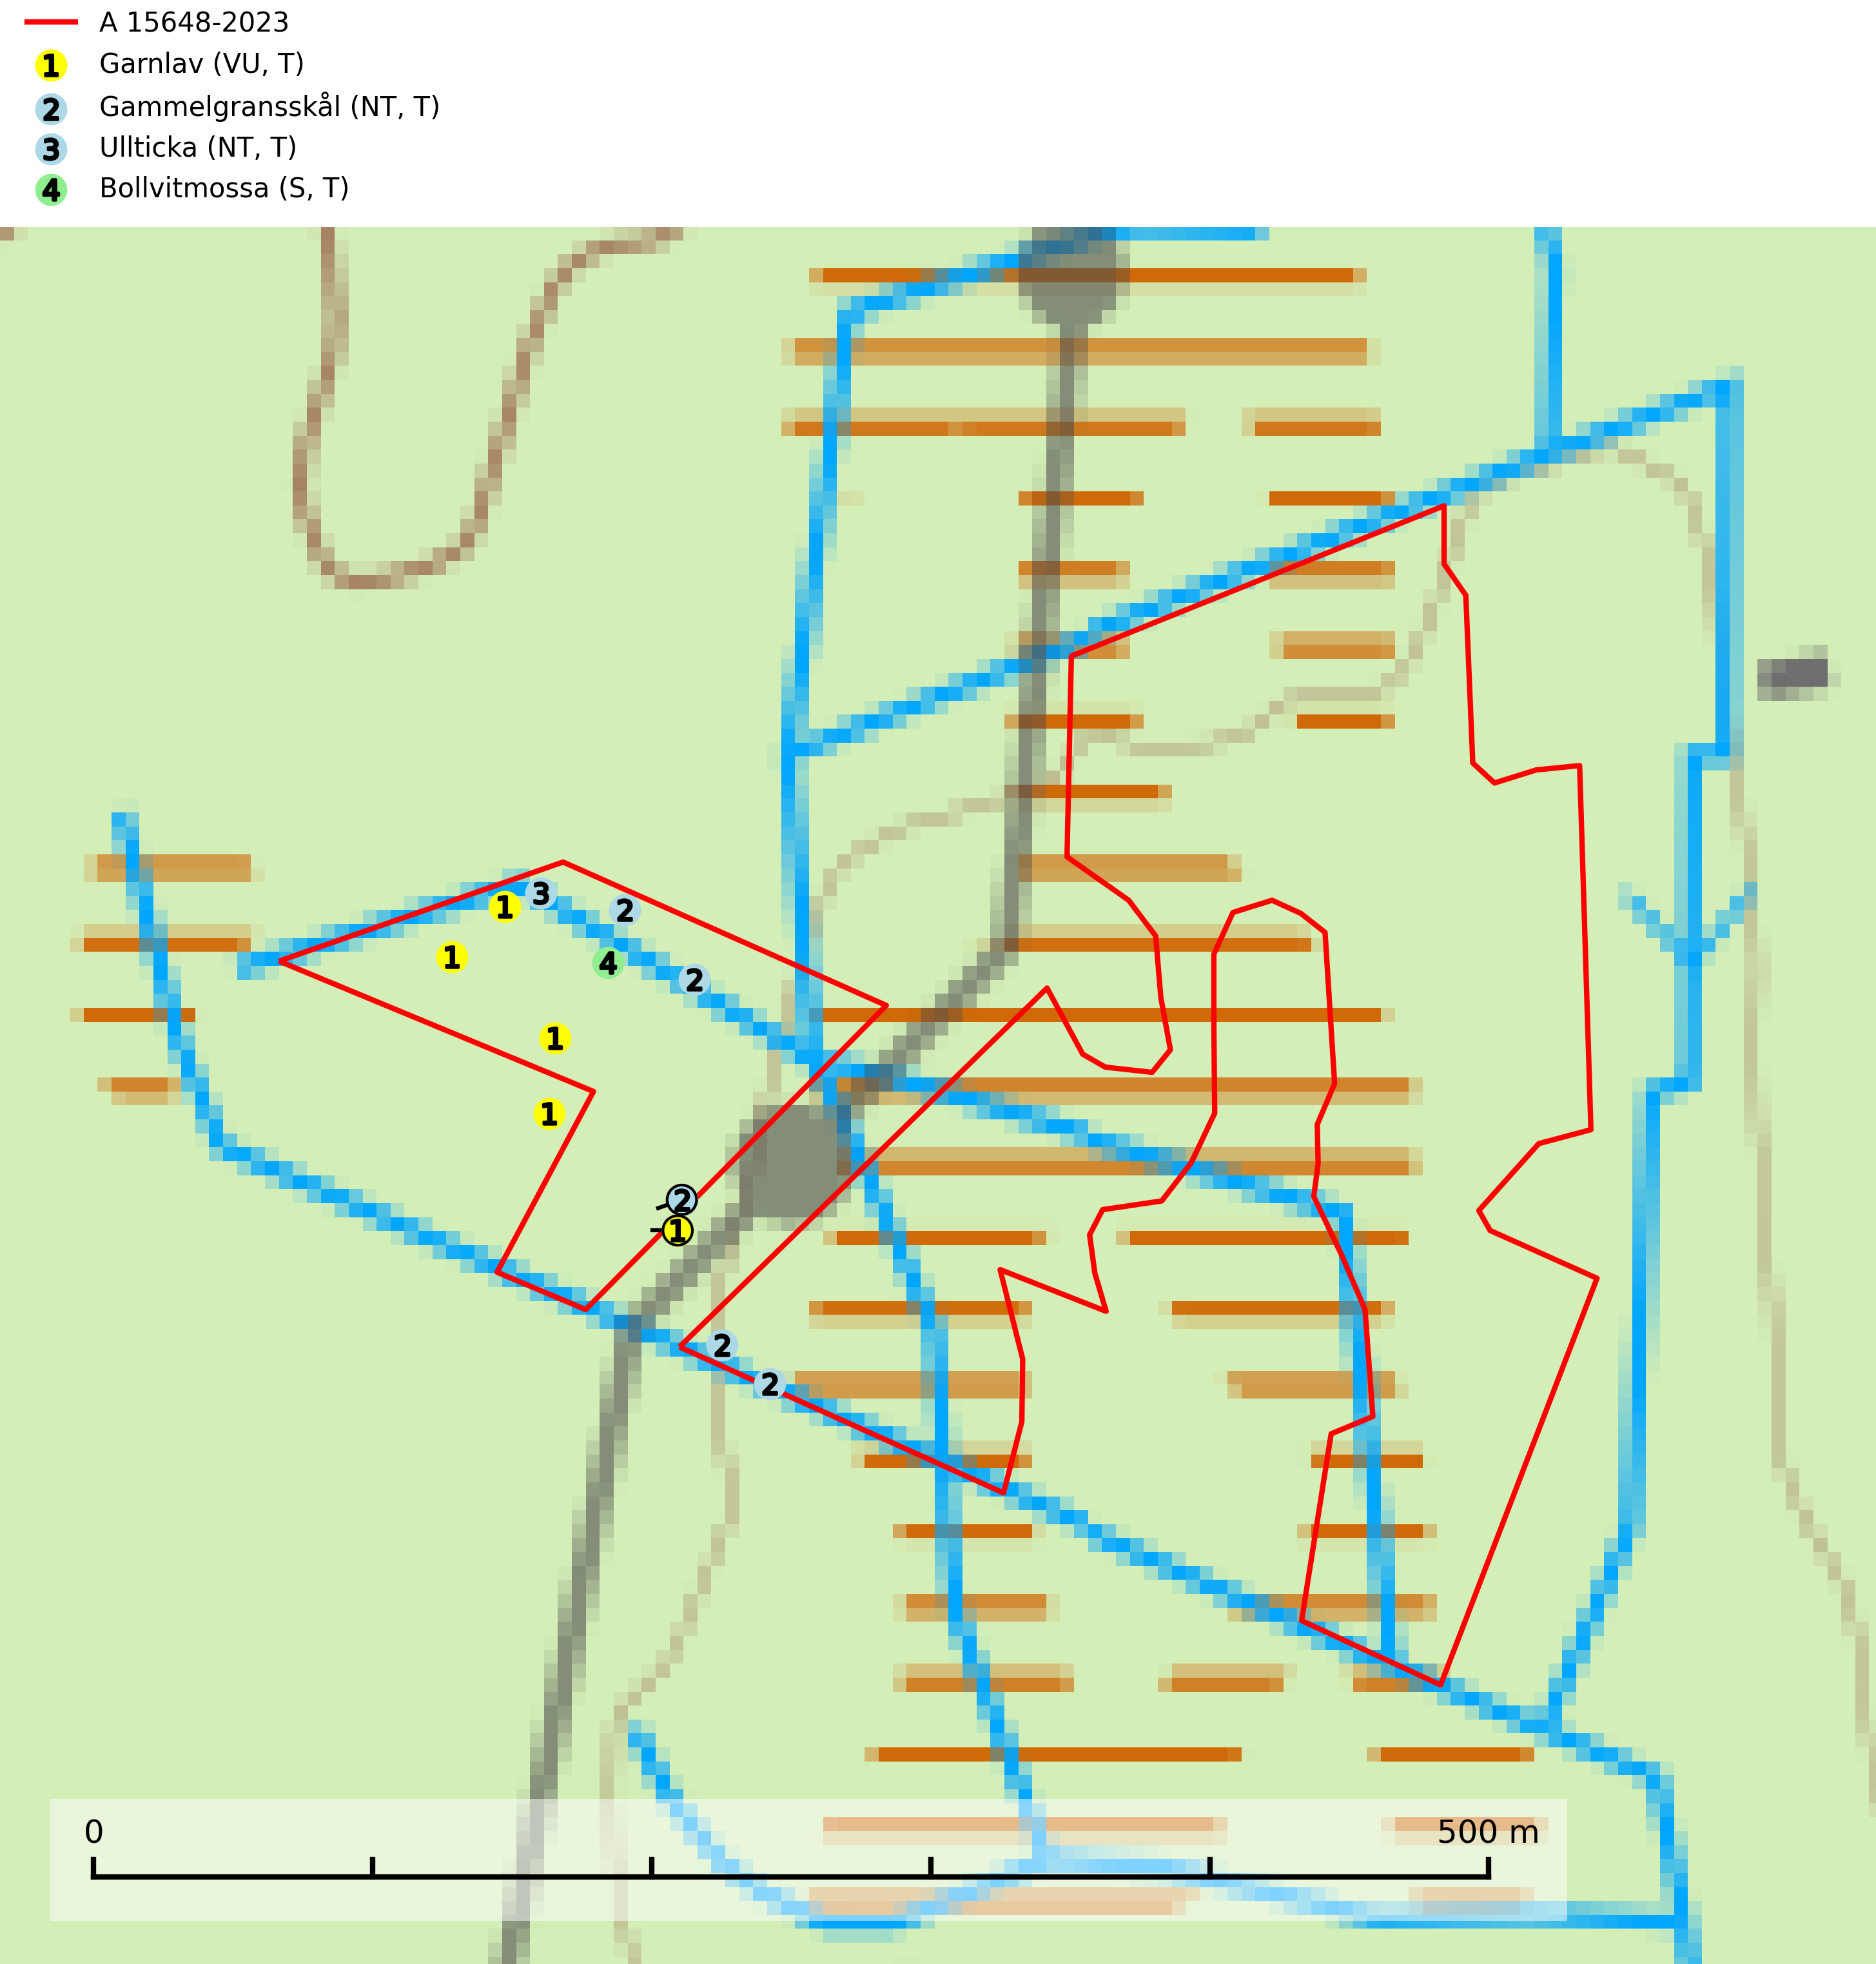 A 15648-2023
1 Garnlav (VU, T)
2 Gammelgransskål (NT, T)
3 Ullticka (NT, T)
4 Bollvitmossa (S, T)
3
1 2
1 4
2
1
1
2
1
2
2
0 500 m